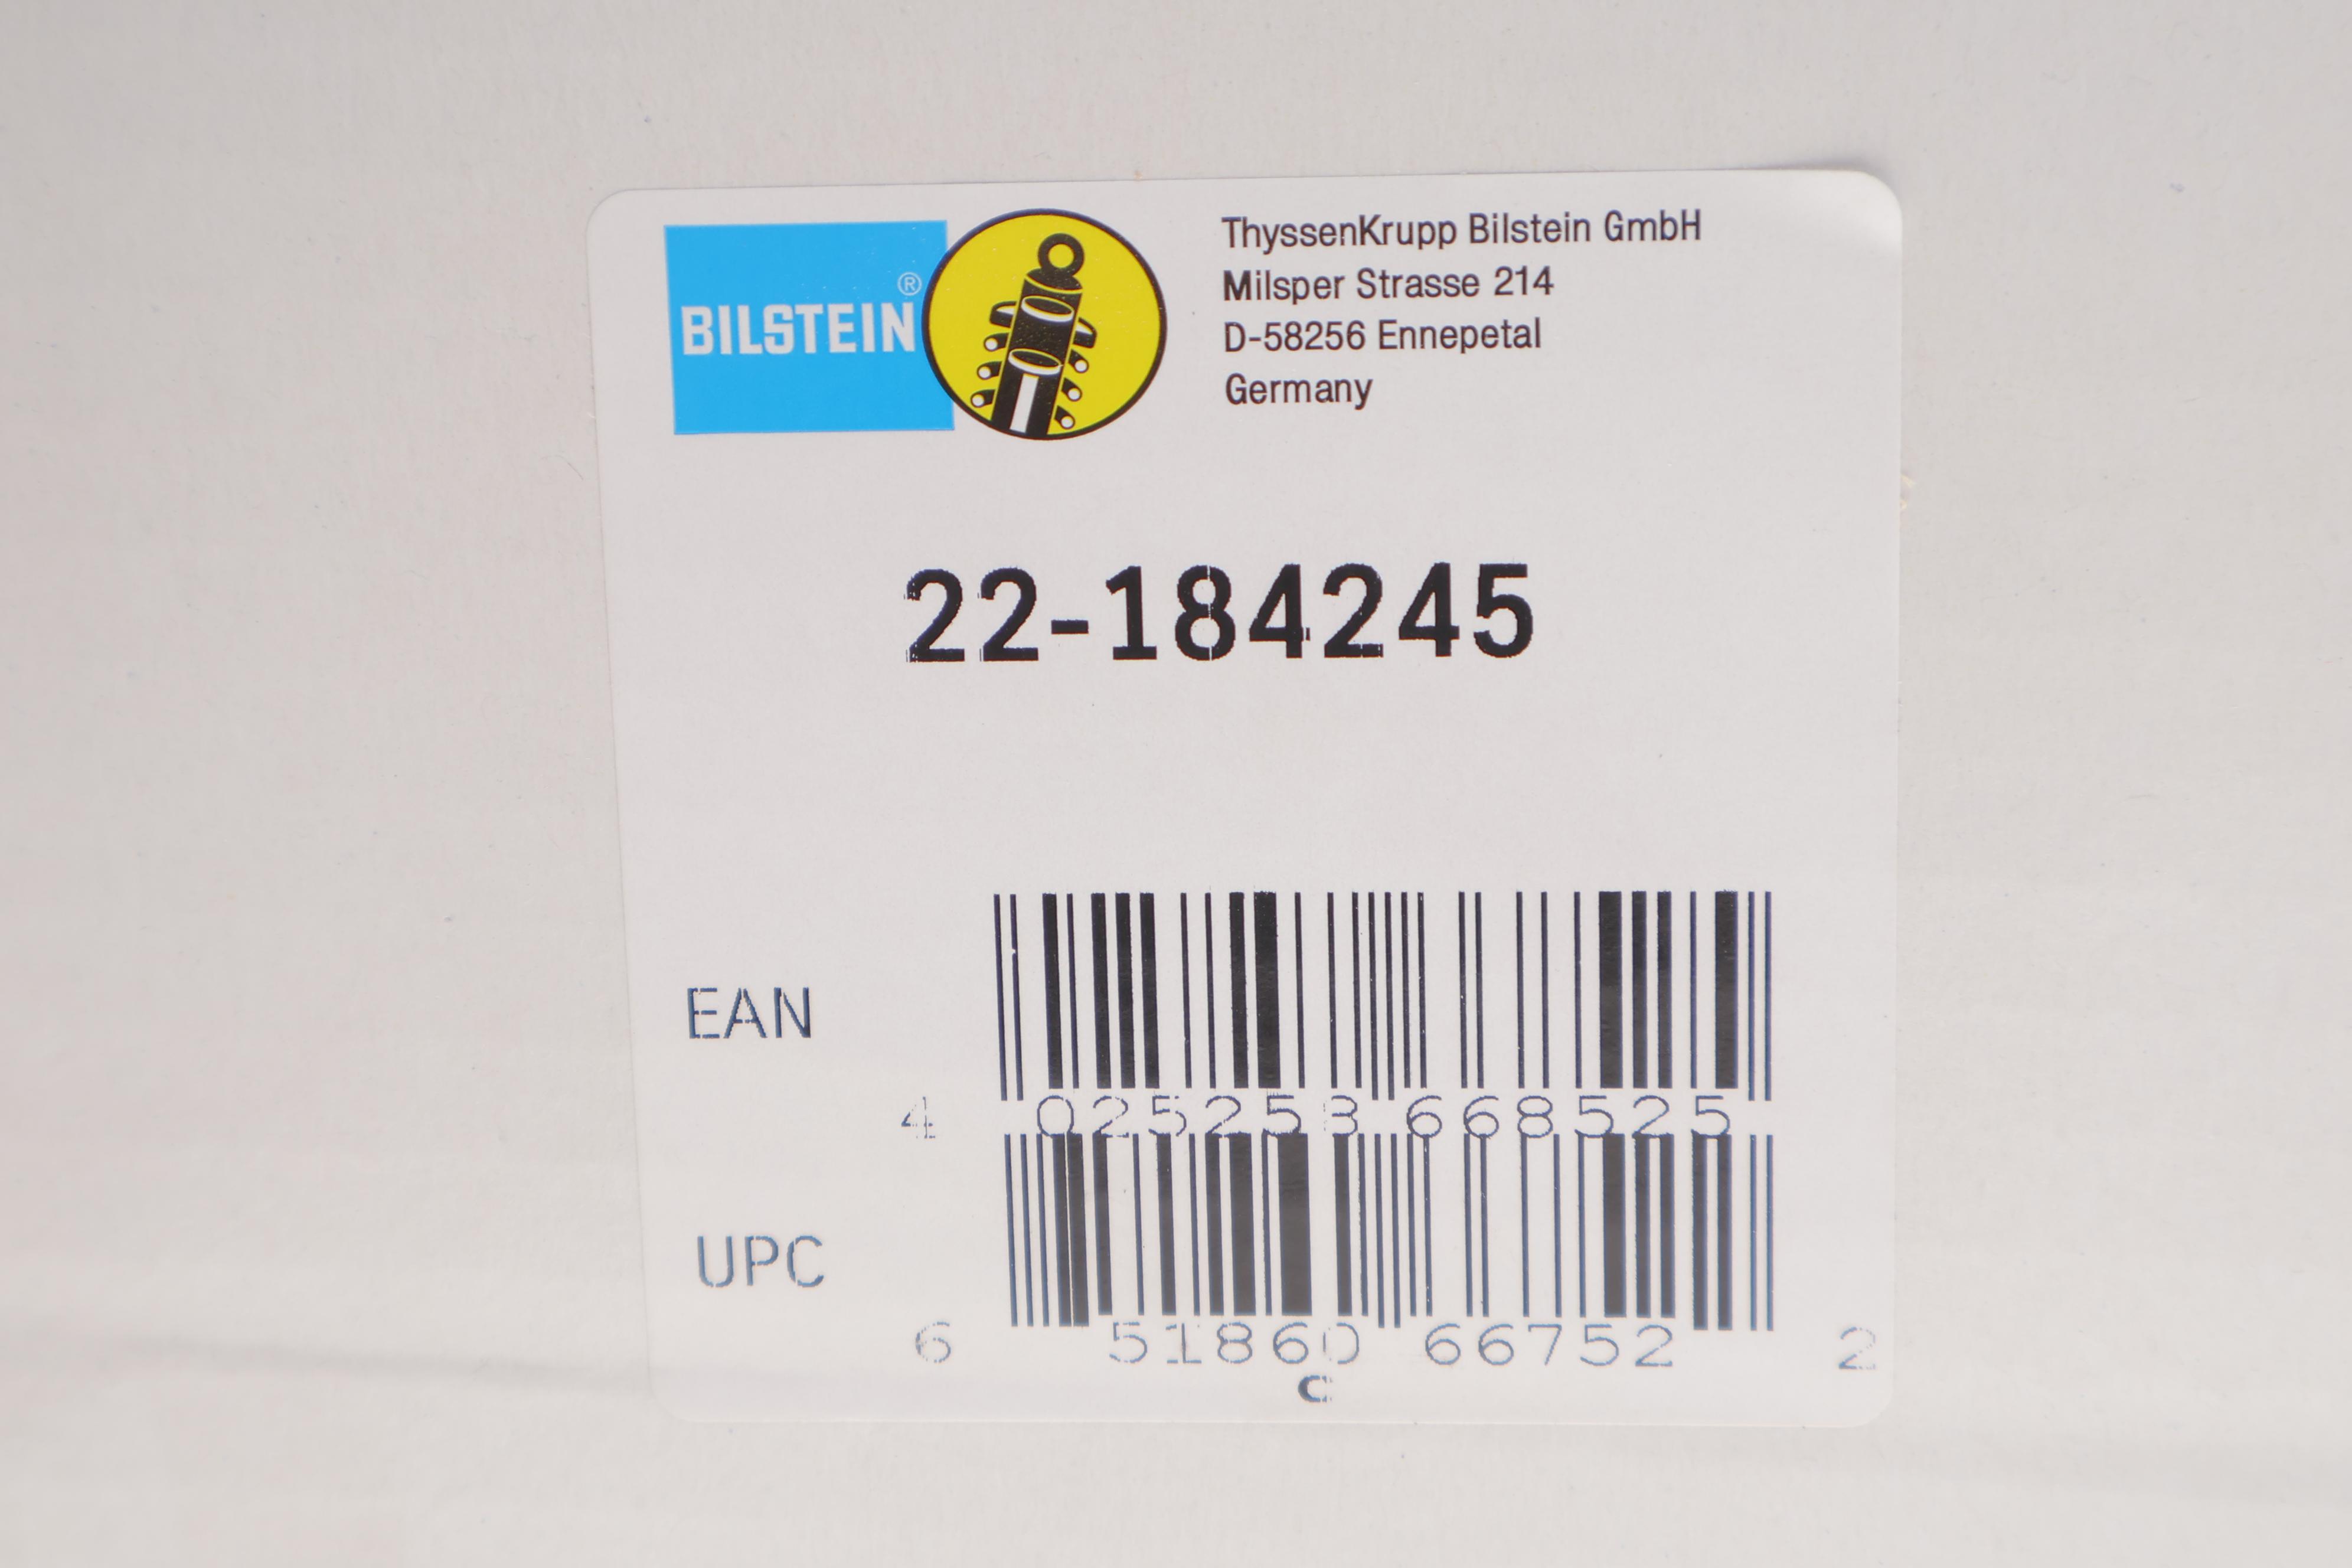 BILSTEIN®
ThyssenKrupp Bilstein GmbH
Milsper Strasse 214
D-58256 Ennepetal
Germany
22-184245
EAN
4 025258 668525
UPC
6 51860 66752 2
C